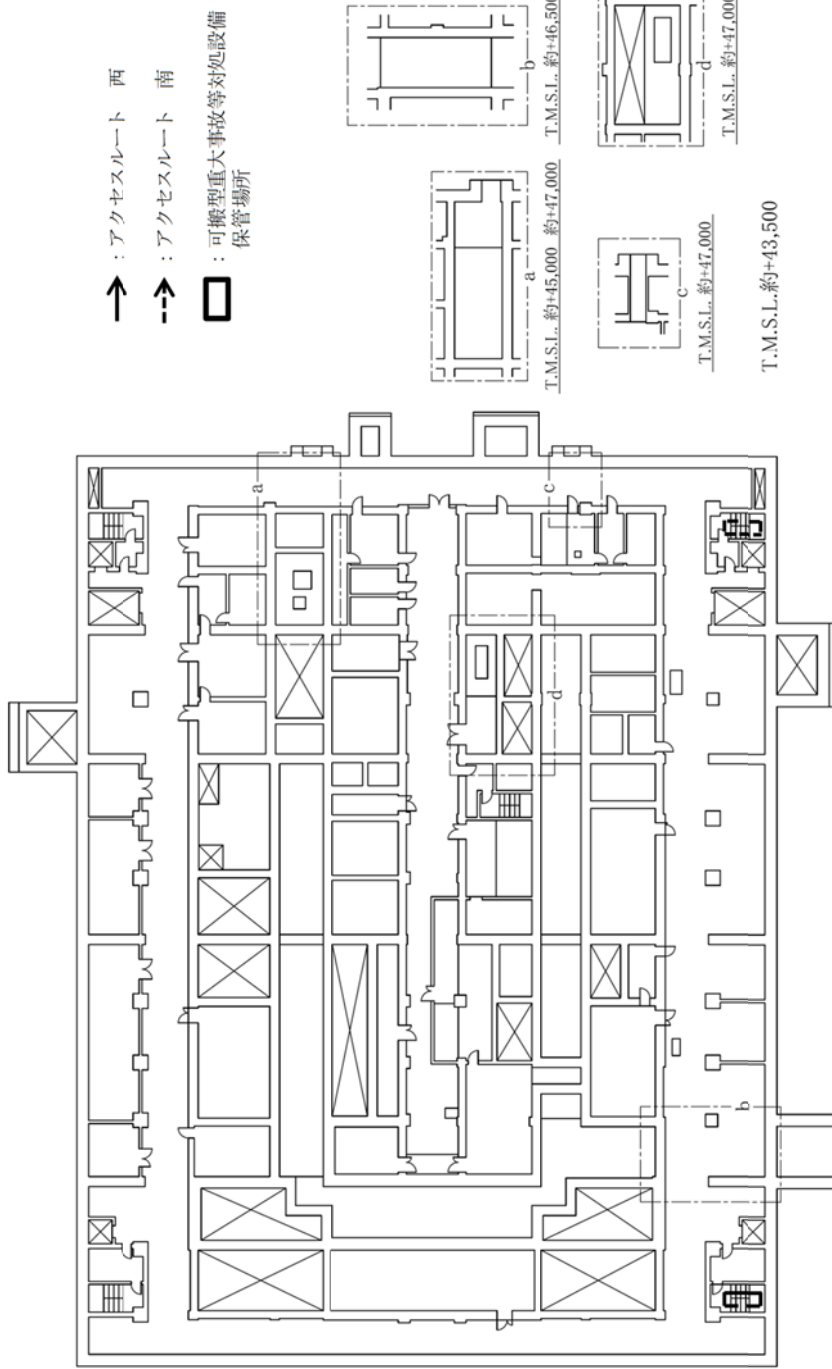 : アクセスルート 西
: アクセスルート 南
: 可搬型重大事故等対処設備
保管場所
a
T.M.S.L. 約+45,000 約+47,000
b
T.M.S.L. 約+46,500
c
T.M.S.L. 約+47,000
d
T.M.S.L. 約+47,000
T.M.S.L.約+43,500
a
c
d
b